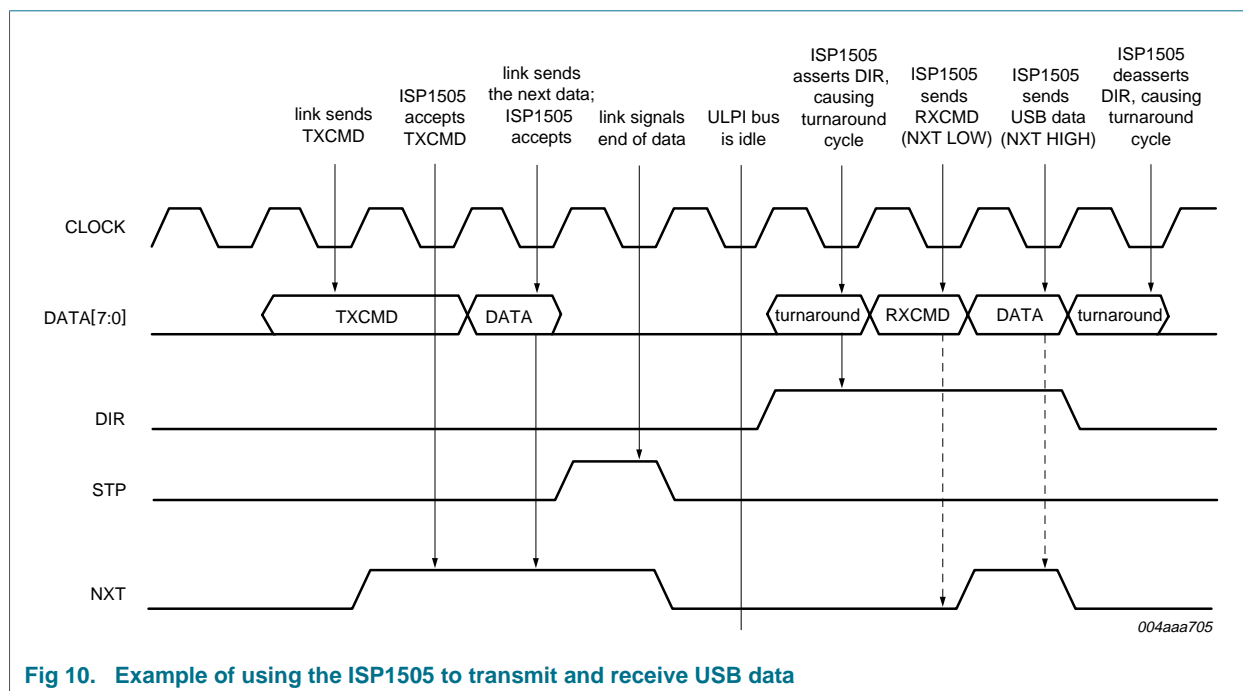 link sends
TXCMD
ISP1505
accepts
TXCMD
link sends
the next data;
ISP1505
accepts
link signals
end of data
ULPI bus
is idle
ISP1505
asserts DIR,
causing
turnaround
cycle
ISP1505
sends
RXCMD
(NXT LOW)
ISP1505
sends
USB data
(NXT HIGH)
ISP1505
deasserts
DIR, causing
turnaround
cycle
CLOCK
DATA[7:0]
TXCMD
DATA
turnaround
RXCMD
DATA
turnaround
DIR
STP
NXT
004aaa705
Fig 10. Example of using the ISP1505 to transmit and receive USB data